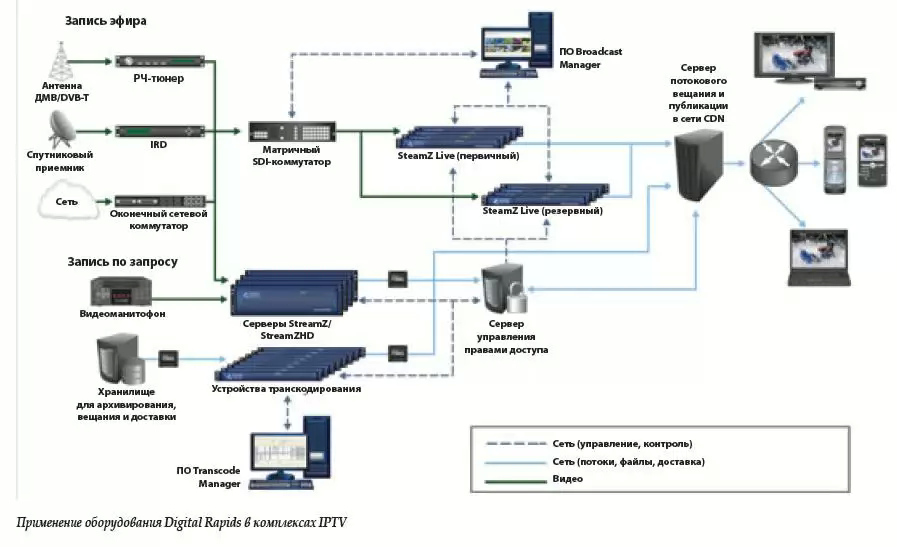 Запись эфира
Антенна
ДМВ/DVB-T
РЧ-тюнер
ПО Broadcast
Manager
Сервер
потокового
вещания и
публикации
в сети CDN
Спутниковый
приемник
IRD
Матричный
SDI-коммутатор
SteamZ Live (первичный)
Сеть
Оконечный сетевой
коммутатор
SteamZ Live (резервный)
Запись по запросу
Видеоманитофон
Серверы StreamZ/
StreamZHD
Сервер
управления
правами доступа
Хранилище
для архивирования,
вещания и доставки
Устройства транскодирования
ПО Transcode
Manager
Сеть (управление, контроль)
Сеть (потоки, файлы, доставка)
Видео
Применение оборудования Digital Rapids в комплексах IPTV